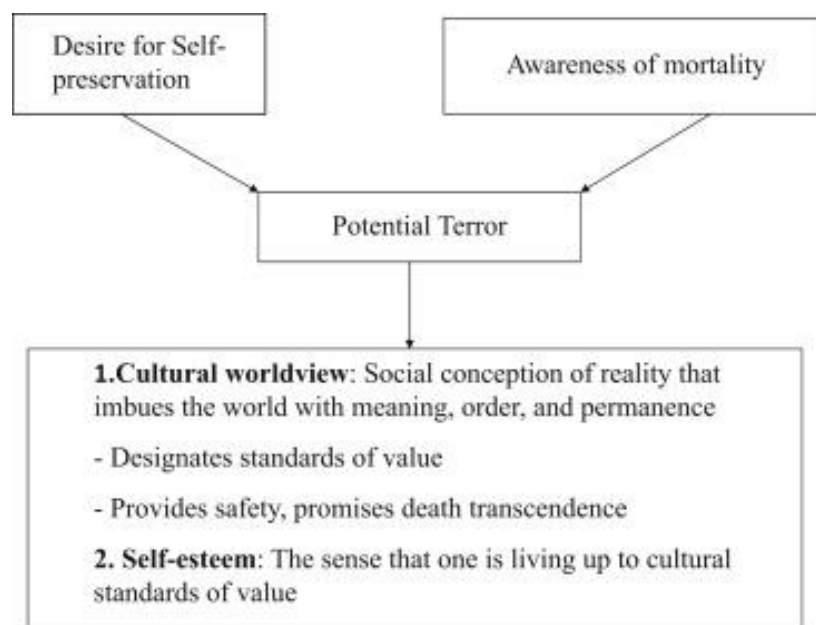 Desire for Self-
preservation
Awareness of mortality
Potential Terror
1.Cultural worldview: Social conception of reality that
imbues the world with meaning, order, and permanence
- Designates standards of value
- Provides safety, promises death transcendence
2. Self-esteem: The sense that one is living up to cultural
standards of value